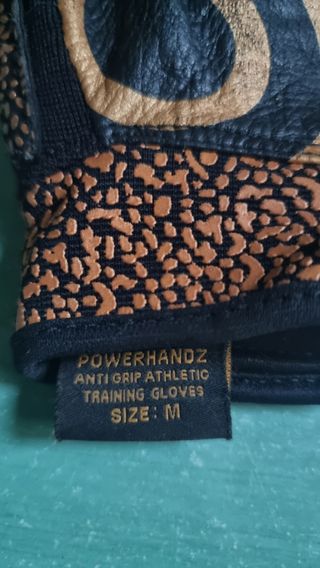 POWERHANDZ
ANTI GRIP ATHLETIC
TRAINING GLOVES
SIZE: M